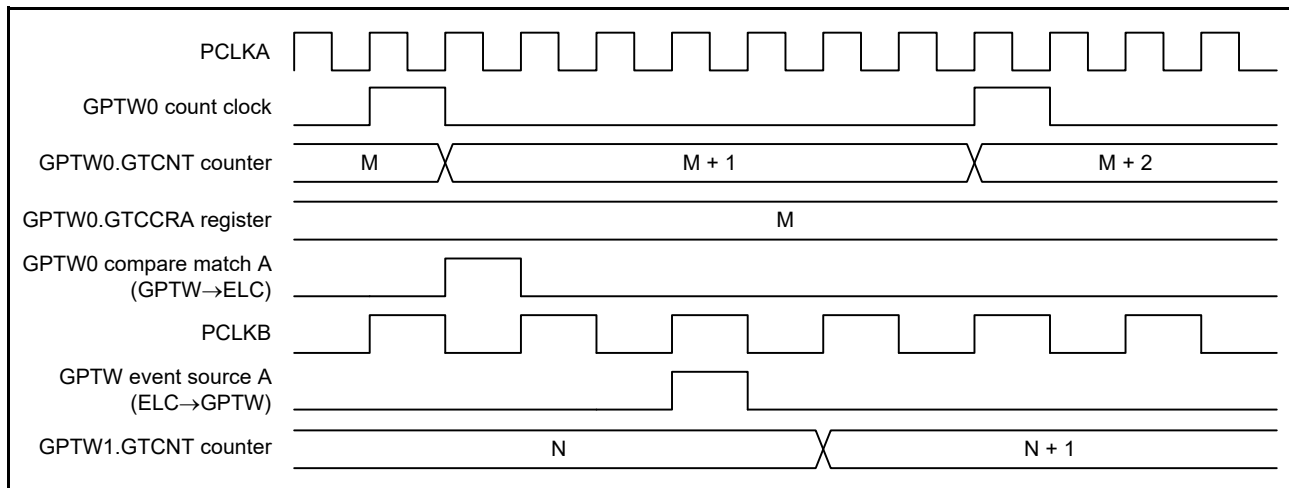 PCLKA
GPTW0 count clock
GPTW0.GTCNT counter
M
M + 1
M + 2
GPTW0.GTCCRA register
M
GPTW0 compare match A
(GPTW→ELC)
PCLKB
GPTW event source A
(ELC→GPTW)
GPTW1.GTCNT counter
N
N + 1